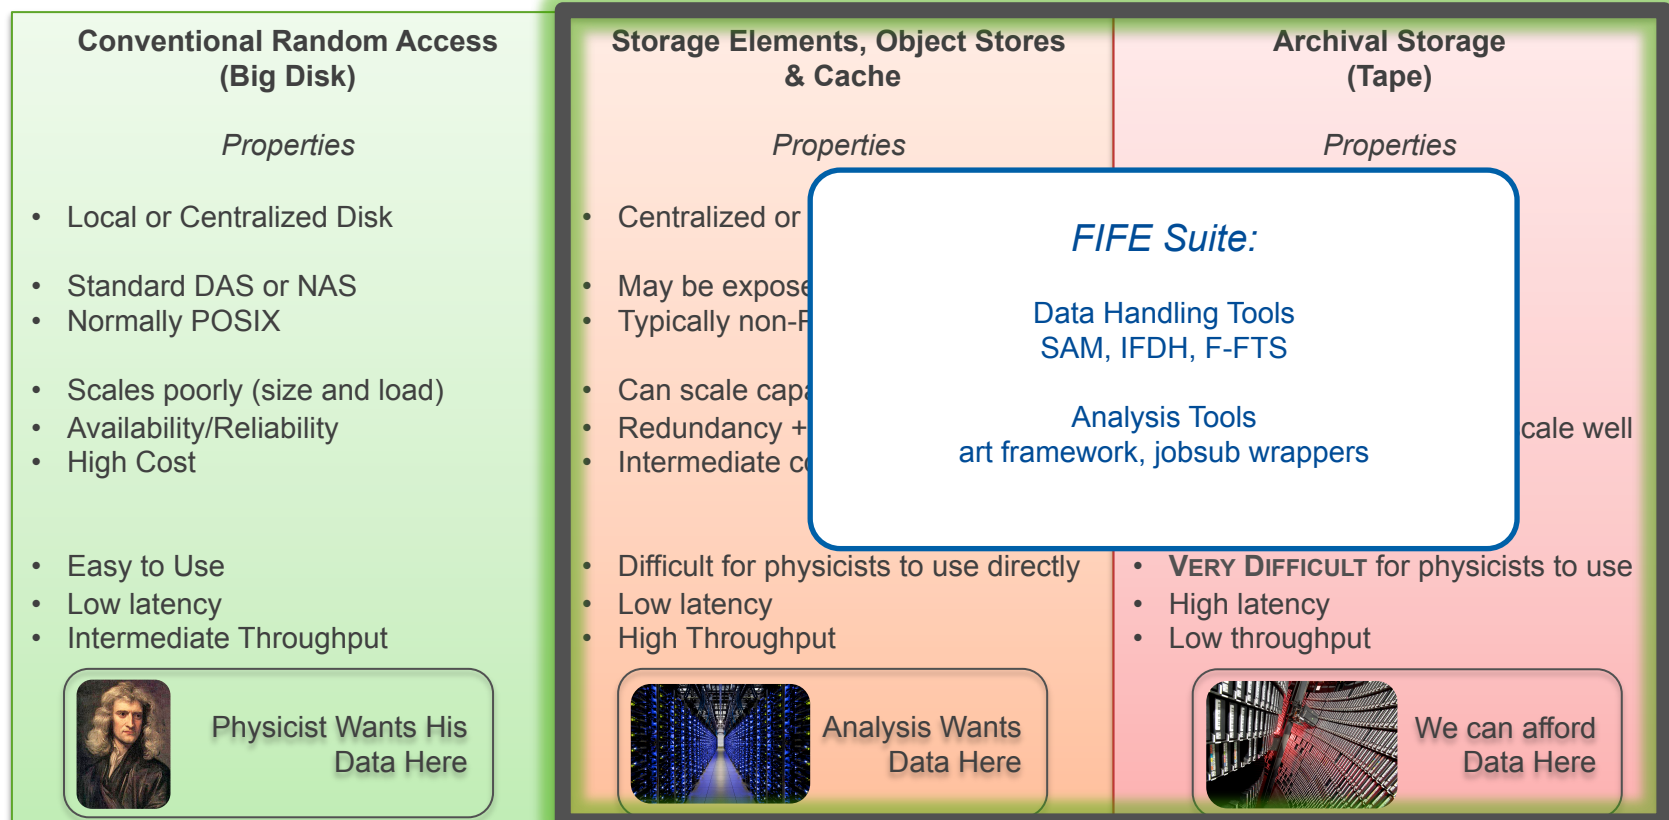 Conventional Random Access
(Big Disk)
Properties
• Local or Centralized Disk
• Standard DAS or NAS
• Normally POSIX
• Scales poorly (size and load)
• Availability/Reliability
• High Cost
• Easy to Use
• Low latency
• Intermediate Throughput
Physicist Wants His
Data Here
Storage Elements, Object Stores
& Cache
Properties
• Centralized or
• May be
• Typically
• Can scale
• Redundancy +
• Intermediate
• Difficult for physicists to use directly
• Low latency
• High Throughput
Analysis Wants
Data Here
Archival Storage
(Tape)
Properties
well
• VERY DIFFICULT for physicists to use
• High latency
• Low throughput
We can afford
Data Here
FIFE Suite:
Data Handling Tools
SAM, IFDH, F-FTS
Analysis Tools
art framework, jobsub wrappers